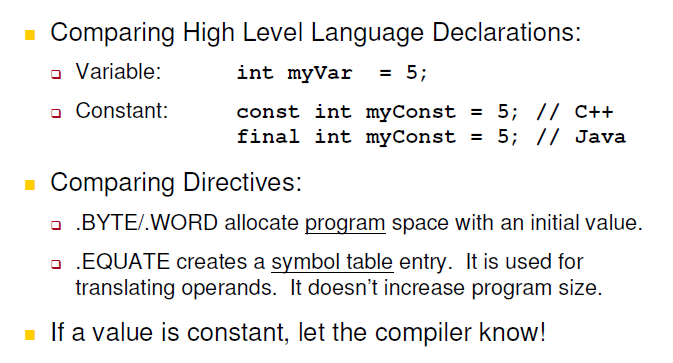 Comparing High Level Language Declarations:
Variable: int myVar = 5;
Constant: const int myConst = 5; // C++
final int myConst = 5; // Java
Comparing Directives:
.BYTE/.WORD allocate program space with an initial value.
.EQUATE creates a symbol table entry. It is used for
translating operands. It doesn't increase program size.
If a value is constant, let the compiler know!